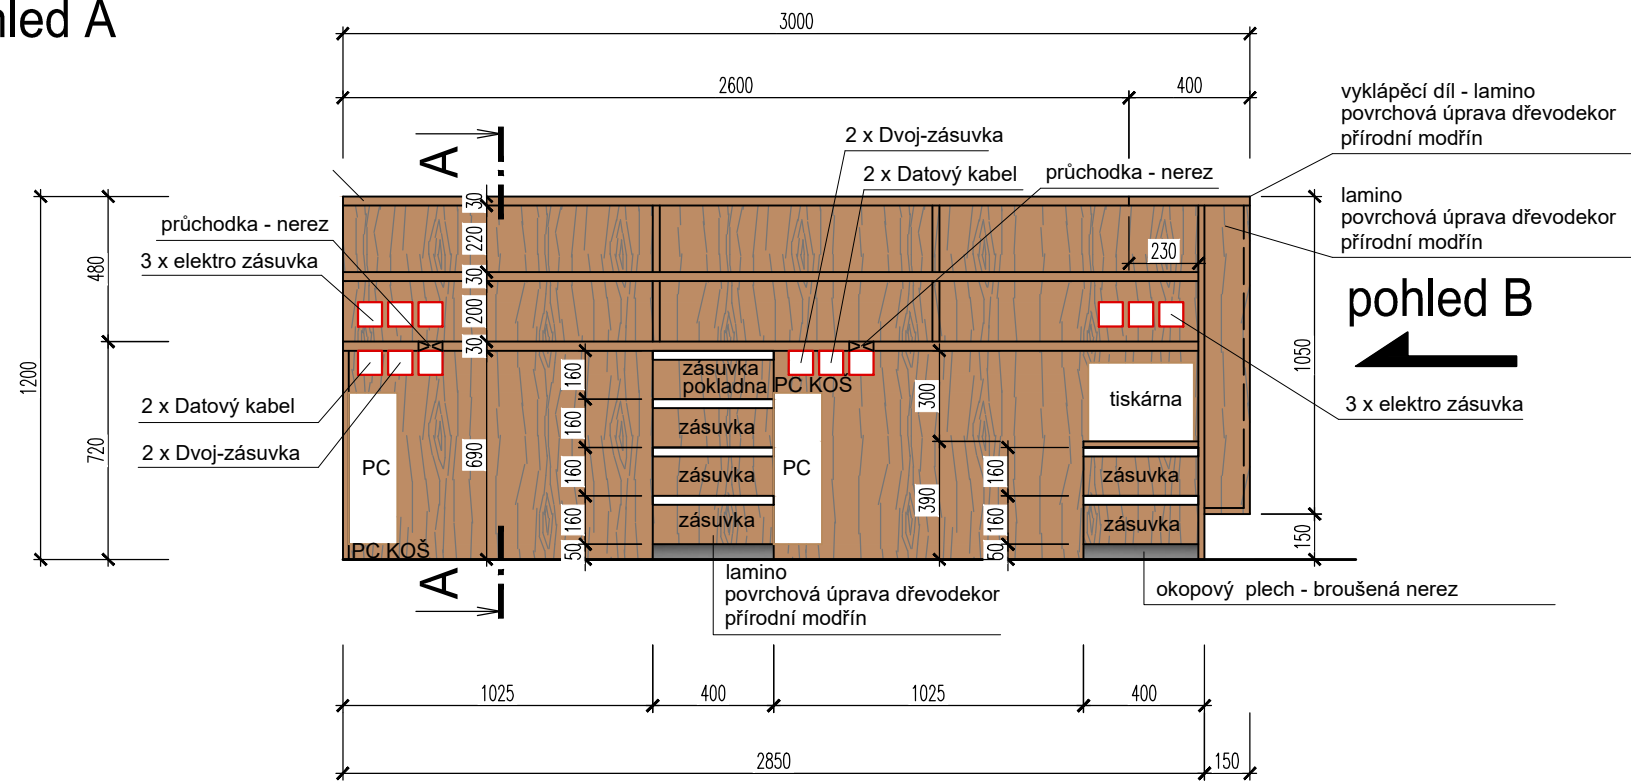 hled A
3000
2600
400
vyklápěcí díl - lamino
povrchová úprava dřevodekor
přírodní modřín
2 x Dvoj-zásuvka
2 x Datový kabel
průchodka - nerez
A
lamino
povrchová úprava dřevodekor
přírodní modřín
průchodka - nerez
3 x elektro zásuvka
30
220
30
200
30
690
480
720
1200
230
pohled B
1050
150
3 x elektro zásuvka
2 x Datový kabel
2 x Dvoj-zásuvka
PC
PC KOŠ
160
160
160
160
50
zásuvka
pokladna
zásuvka
zásuvka
zásuvka
PC KOŠ
PC
300
390
160
160
50
tiskárna
zásuvka
zásuvka
A
lamino
povrchová úprava dřevodekor
přírodní modřín
okopový plech - broušená nerez
1025
400
1025
400
2850
150